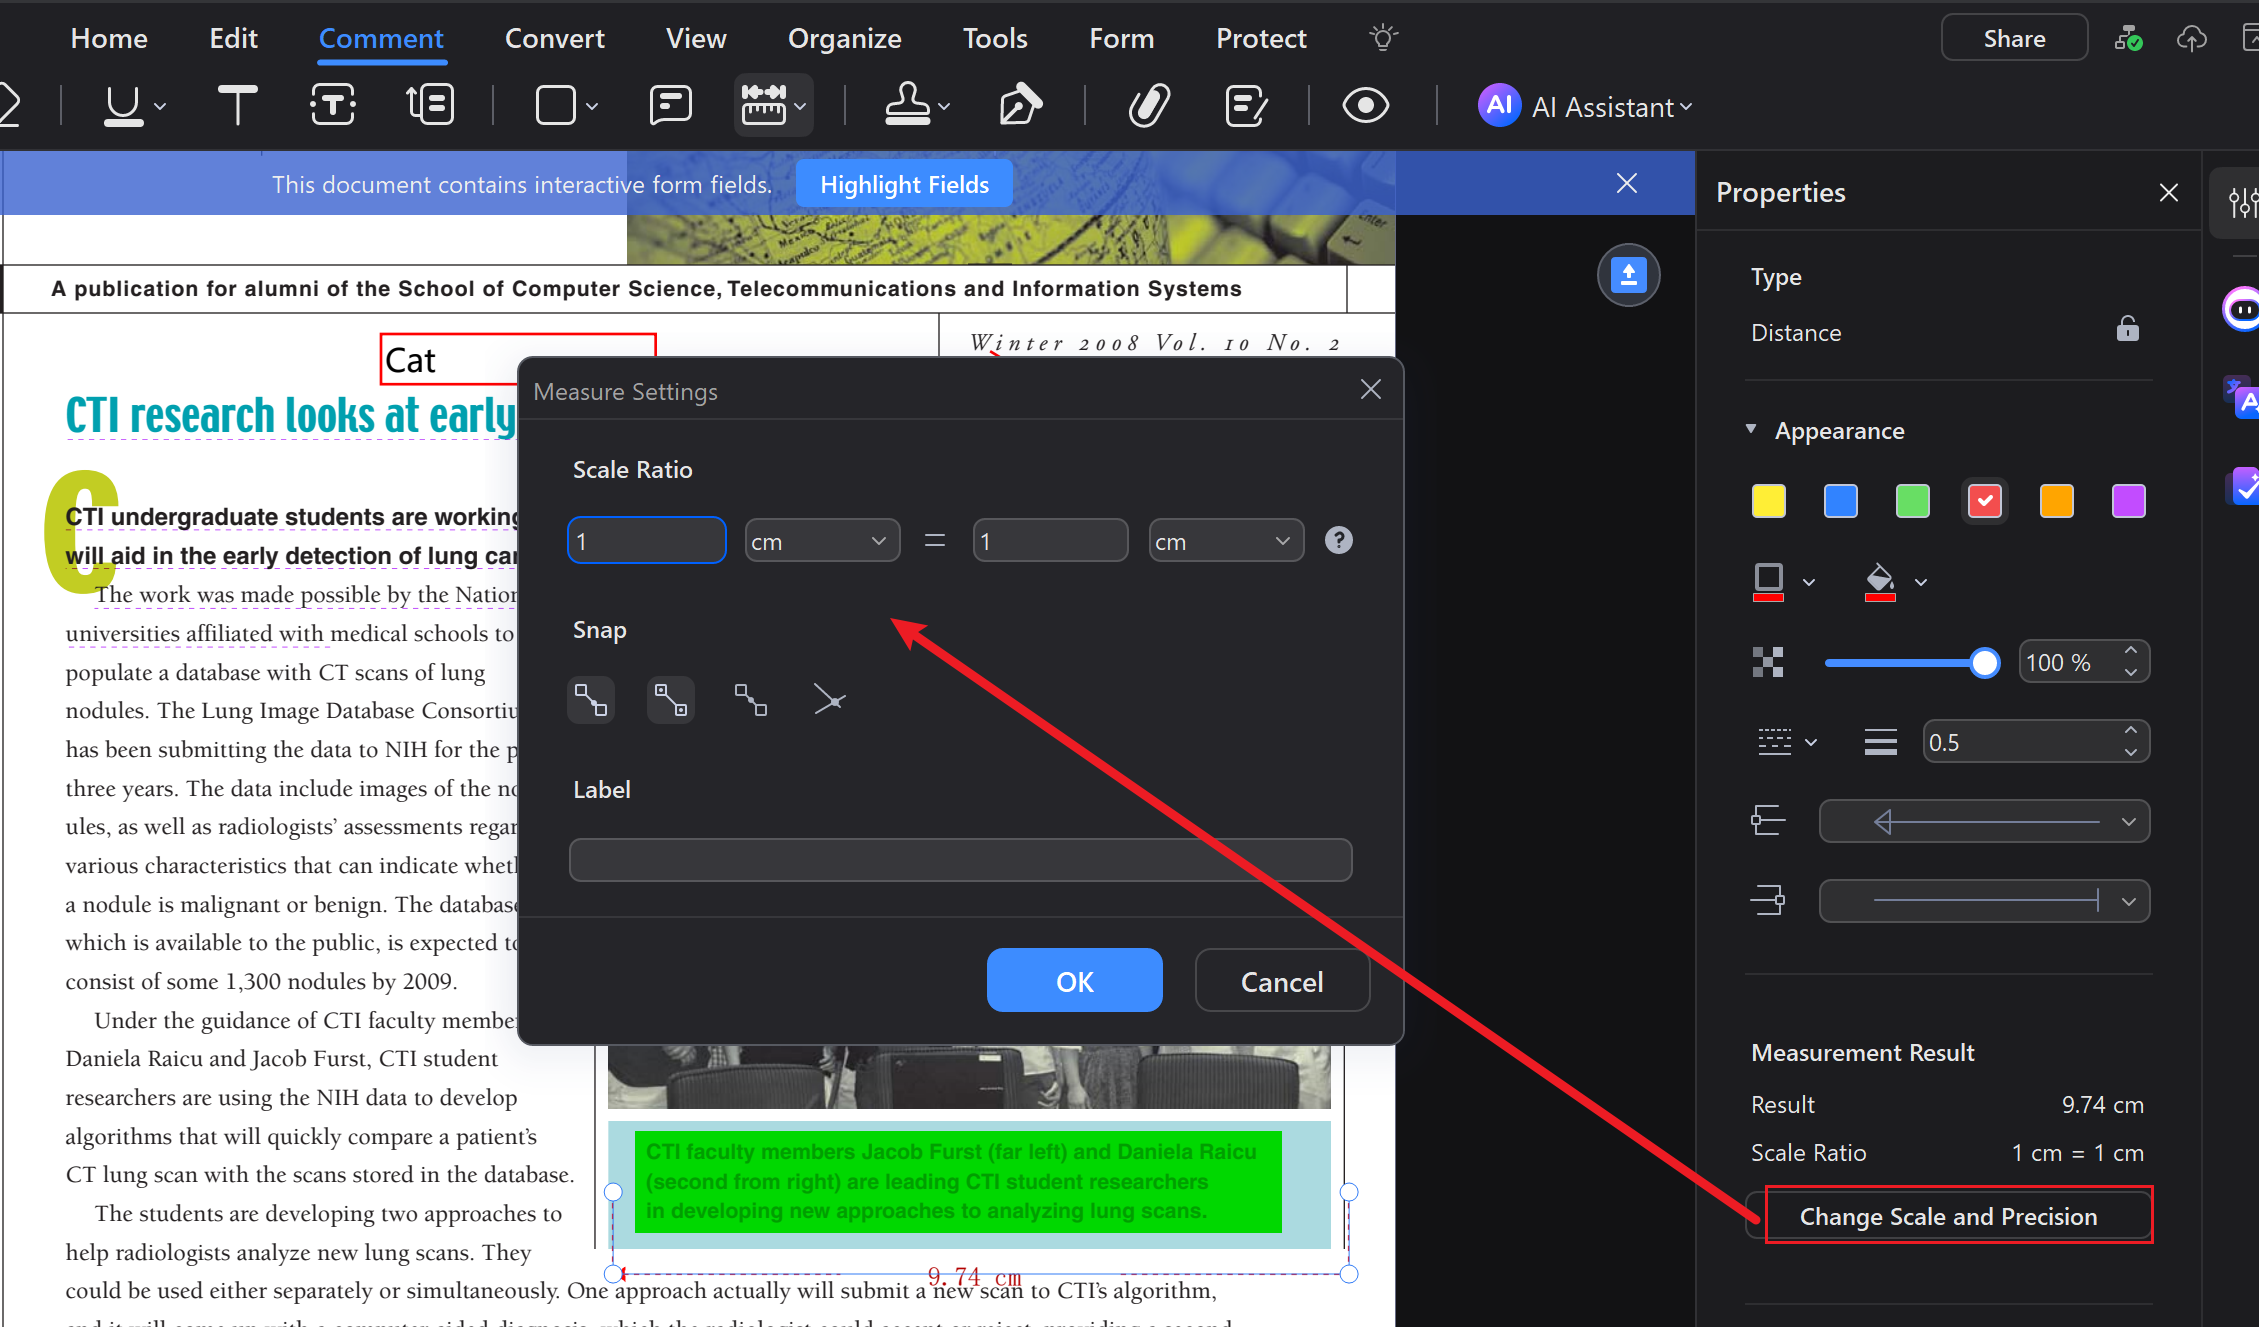 Home Edit Comment Convert View Organize Tools Form Protect Share
AI AI Assistant
This document contains interactive form fields. Highlight Fields
Enter
A publication for alumni of the School of Computer Science, Telecommunications and Information Systems
Winter 2008 Vol. 10 No. 2
Cat
CTI research looks at early
C
CTI undergraduate students are working
will aid in the early detection of lung
The work was made possible by the
universities affiliated with medical schools to
populate a database with CT scans of lung
nodules. The Lung Image Database
has been submitting the data to NIH for the
three years. The data include images of the
ules, as well as radiologists' assessments
various characteristics that can indicate
a nodule is malignant or benign. The
which is available to the public, is expected
consist of some 1,300 nodules by 2009.
Under the guidance of CTI faculty
Daniela Raicu and Jacob Furst, CTI student
researchers are using the NIH data to develop
algorithms that will quickly compare a patient's
CT lung scan with the scans stored in the database.
The students are developing two approaches to
help radiologists analyze new lung scans. They
could be used either separately or simultaneously. One approach actually will submit a new scan to CTI's algorithm,
Measure Settings
Scale Ratio
1 cm = 1 cm ?
Snap
Label
OK Cancel
CTI faculty members Jacob Furst (far left) and Daniela Raicu
(second from right) are leading CTI student researchers
in developing new approaches to analyzing lung scans.
9.74 cm
Properties
Type
Distance
Appearance
100 %
0.5
Measurement Result
Result 9.74 cm
Scale Ratio 1 cm = 1 cm
Change Scale and Precision